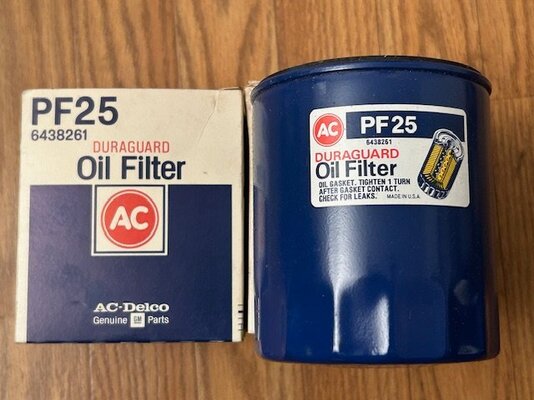 PF25
6438261
DURAGUARD
Oil Filter
AC
AC-Delco
Genuine GM Parts
AC PF25
6438261
DURAGUARD
Oil Filter
OIL GASKET. TIGHTEN 1 TURN
AFTER GASKET CONTACT.
CHECK FOR LEAKS. MADE IN U.S.A.